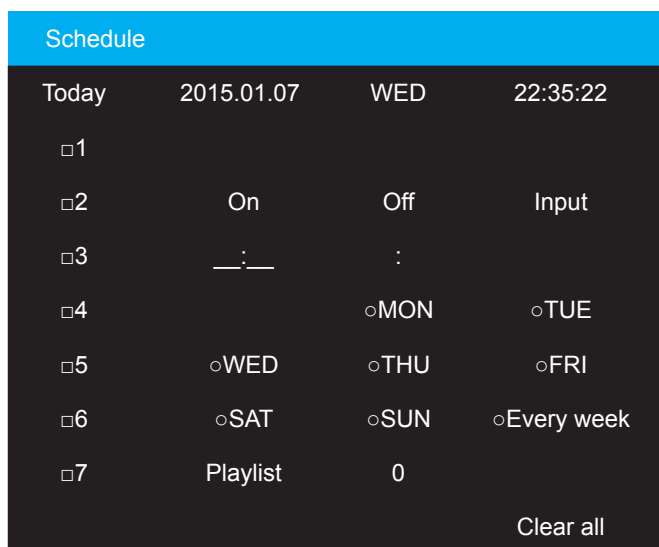 Schedule
Today 2015.01.07 WED 22:35:22
□1
□2 On Off Input
□3 __:__ :
□4 ○MON ○TUE
□5 ○WED ○THU ○FRI
□6 ○SAT ○SUN ○Every week
□7 Playlist 0
Clear all